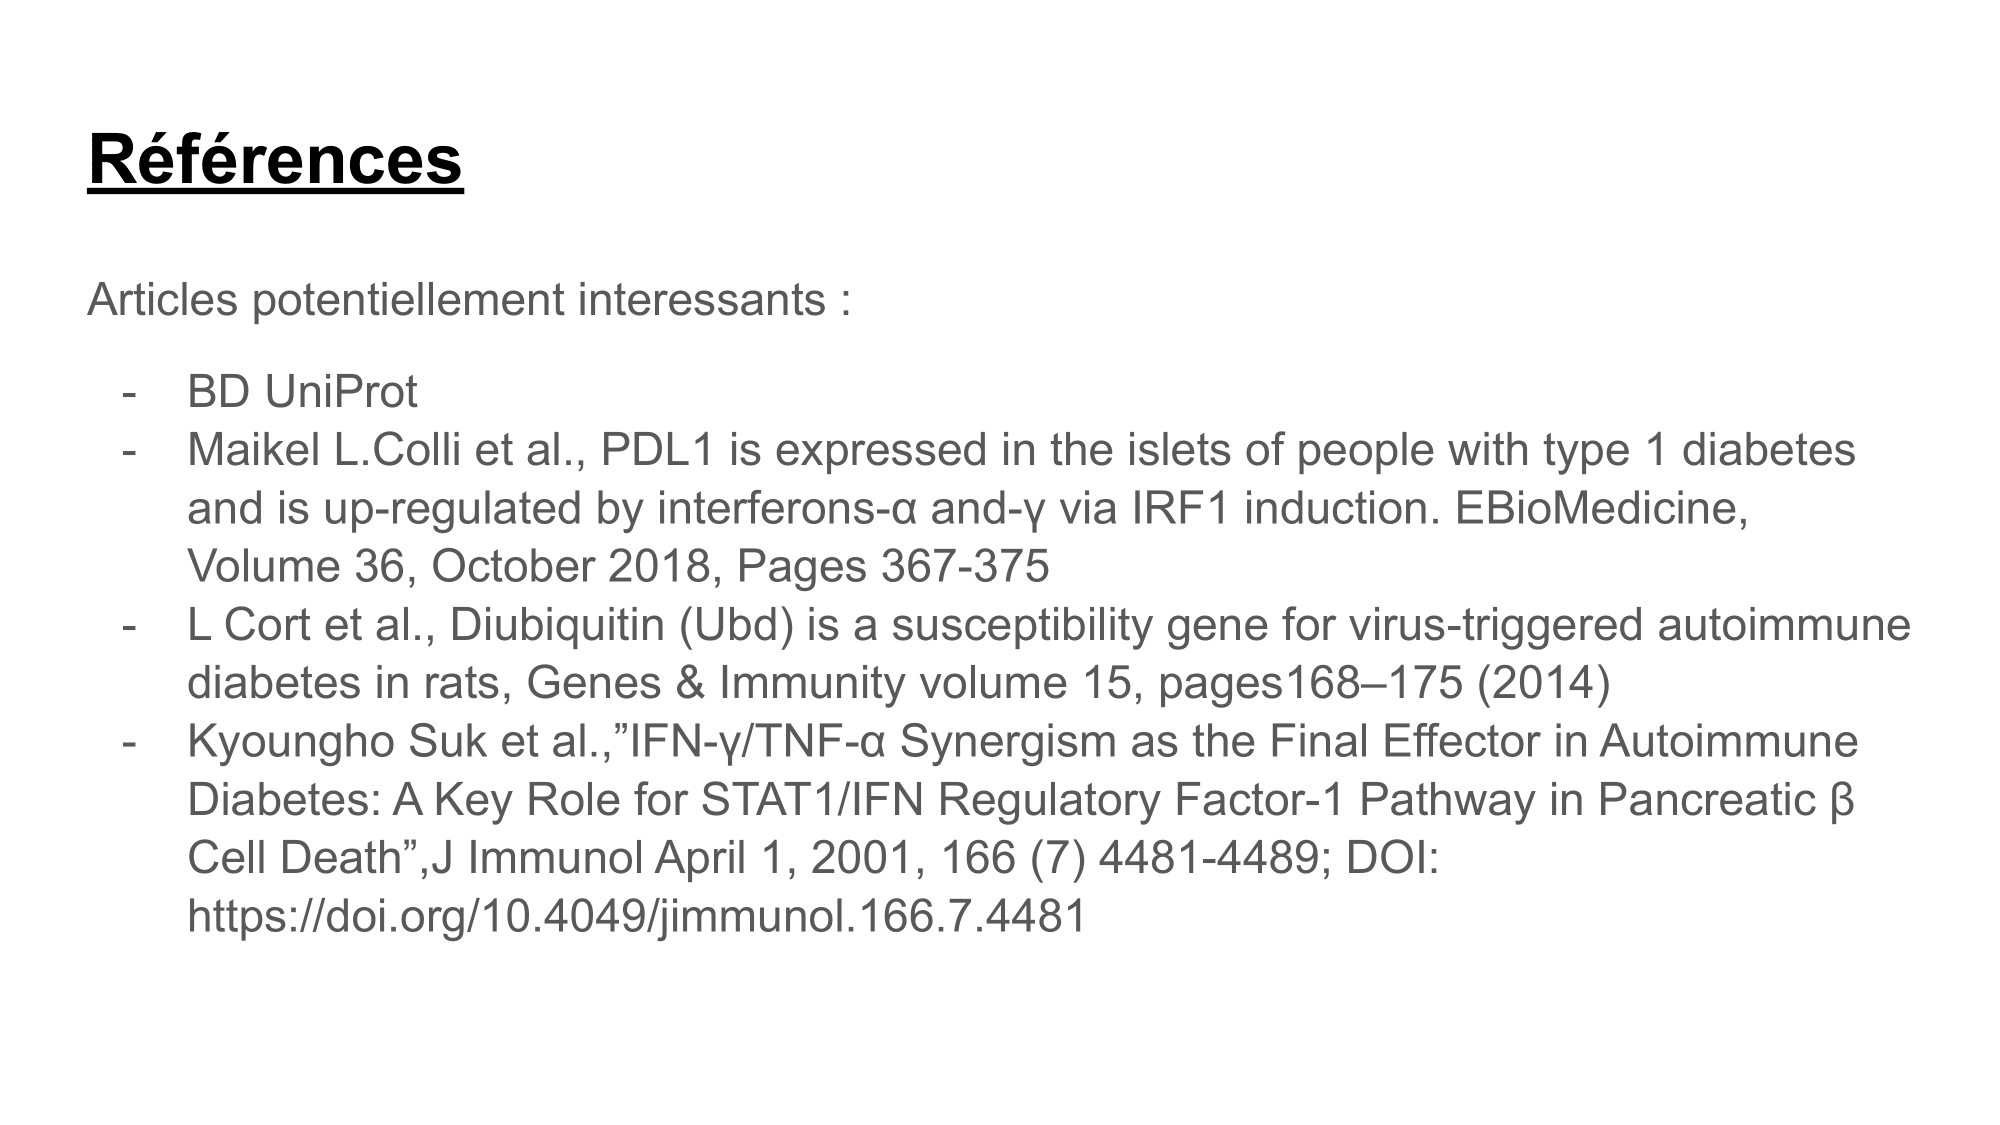 Références
Articles potentiellement interessants :
- BD UniProt
- Maikel L.Colli et al., PDL1 is expressed in the islets of people with type 1 diabetes
and is up-regulated by interferons-α and-γ via IRF1 induction. EBioMedicine,
Volume 36, October 2018, Pages 367-375
- L Cort et al., Diubiquitin (Ubd) is a susceptibility gene for virus-triggered autoimmune
diabetes in rats, Genes & Immunity volume 15, pages168–175 (2014)
- Kyoungho Suk et al.,”IFN-γ/TNF-α Synergism as the Final Effector in Autoimmune
Diabetes: A Key Role for STAT1/IFN Regulatory Factor-1 Pathway in Pancreatic β
Cell Death”,J Immunol April 1, 2001, 166 (7) 4481-4489; DOI:
https://doi.org/10.4049/jimmunol.166.7.4481